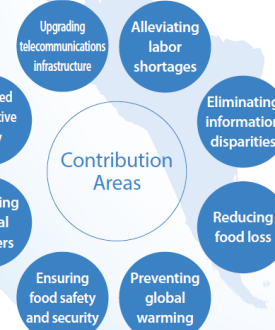 Upgrading
telecommunications
infrastructure
Alleviating
labor
shortages
Eliminating
information
disparities
Contribution
Areas
Reducing
food loss
Ensuring
food safety
and security
Preventing
global
warming